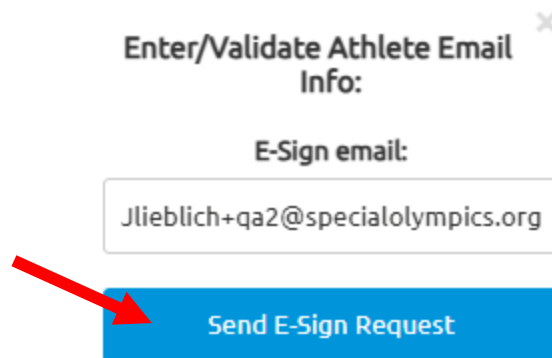 Enter/Validate Athlete Email
Info:
E-Sign email:
Jlieblich+qa2@specialolympics.org
Send E-Sign Request